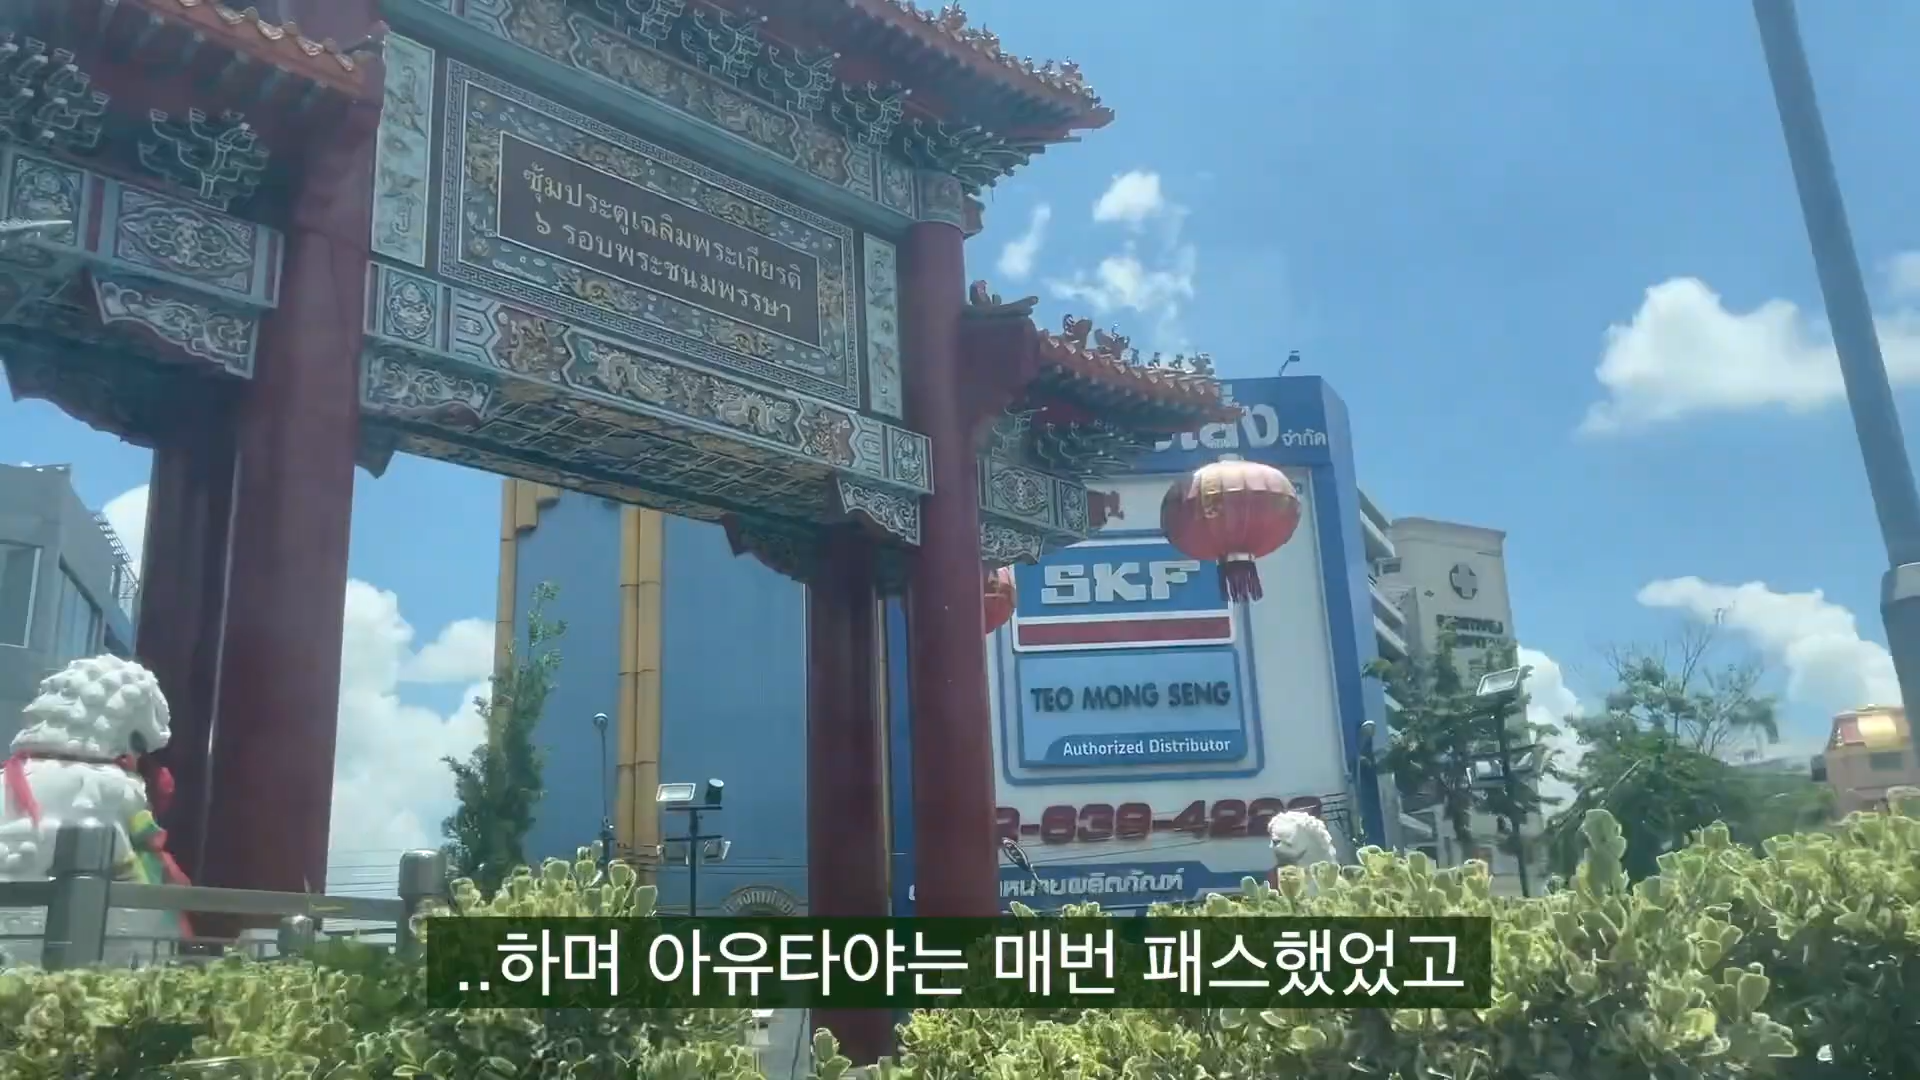 ซุ้มประตูเฉลิมพระเกียรติ
๖ รอบพระชนมพรรษา
จำกัด
SKF
TEO MONG SENG
Authorized Distributor
..하며 아유타야는 매번 패스했었고